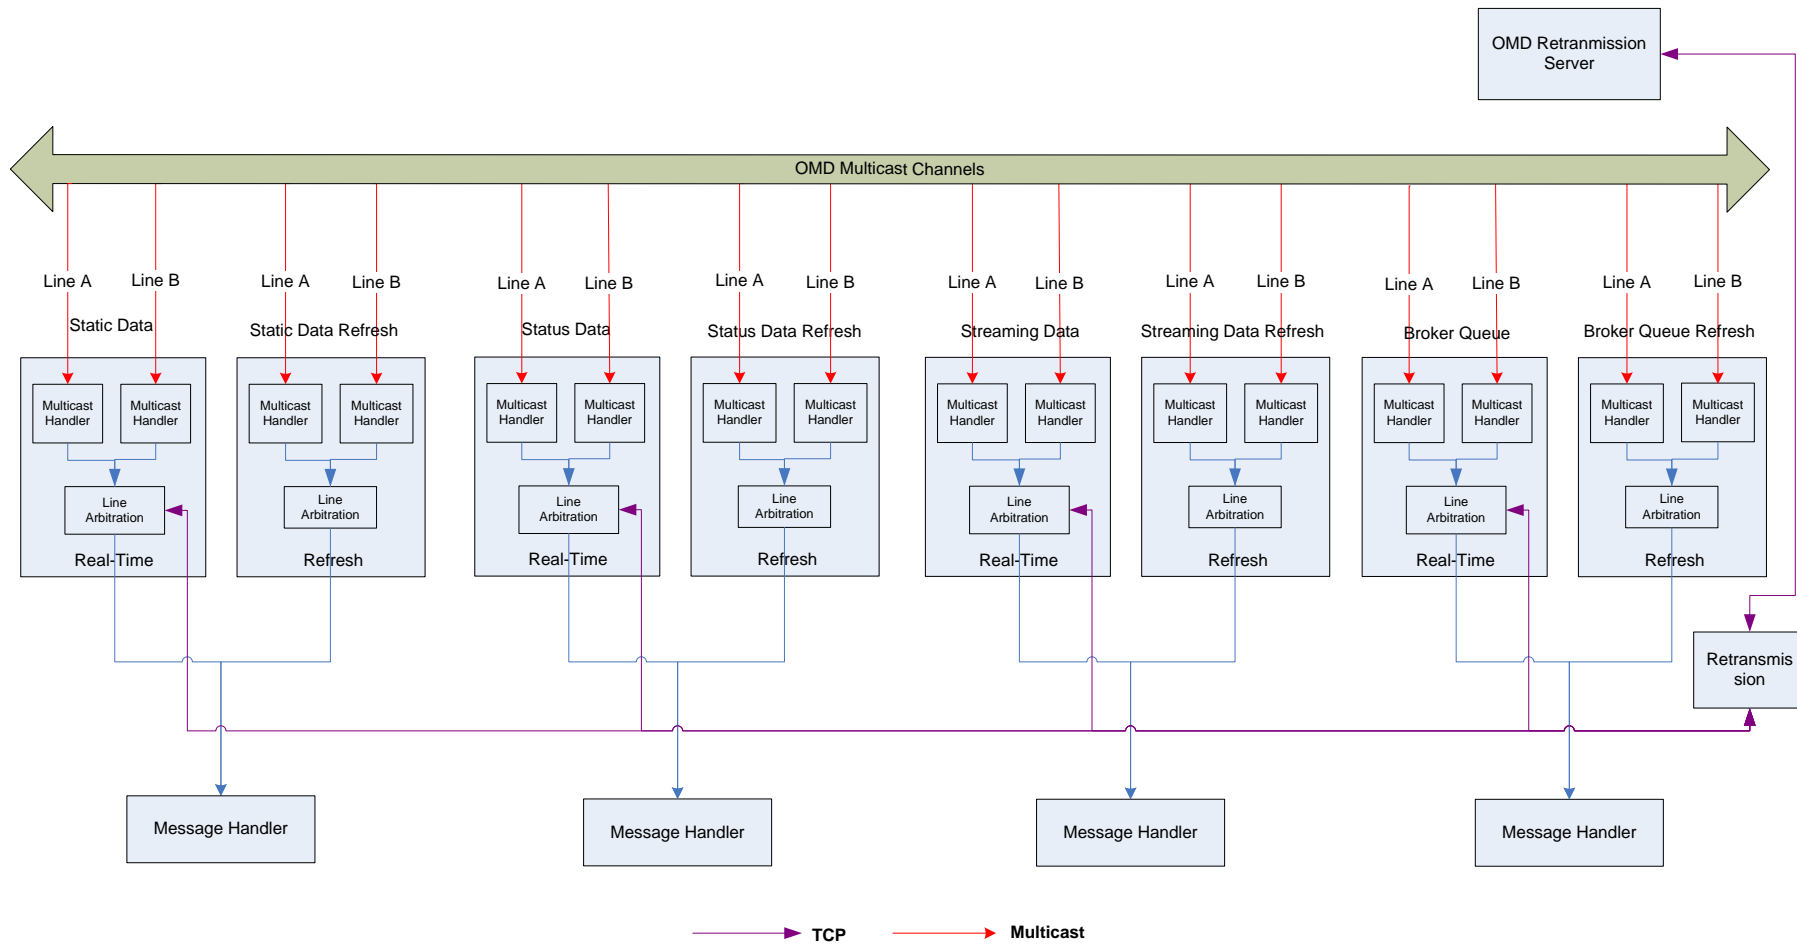 OMD Retranmission
Server
OMD Multicast Channels
Line A
Line B
Line A
Line B
Line A
Line B
Line A
Line B
Line A
Line B
Line A
Line B
Line A
Line B
Line A
Line B
Static Data
Static Data Refresh
Status Data
Status Data Refresh
Streaming Data
Streaming Data Refresh
Broker Queue
Broker Queue Refresh
Multicast
Handler
Multicast
Handler
Multicast
Handler
Multicast
Handler
Multicast
Handler
Multicast
Handler
Multicast
Handler
Multicast
Handler
Multicast
Handler
Multicast
Handler
Multicast
Handler
Multicast
Handler
Multicast
Handler
Multicast
Handler
Multicast
Handler
Multicast
Handler
Line
Arbitration
Line
Arbitration
Line
Arbitration
Line
Arbitration
Line
Arbitration
Line
Arbitration
Line
Arbitration
Line
Arbitration
Real-Time
Refresh
Real-Time
Refresh
Real-Time
Refresh
Real-Time
Refresh
Retransmis
sion
Message Handler
Message Handler
Message Handler
Message Handler
TCP
Multicast